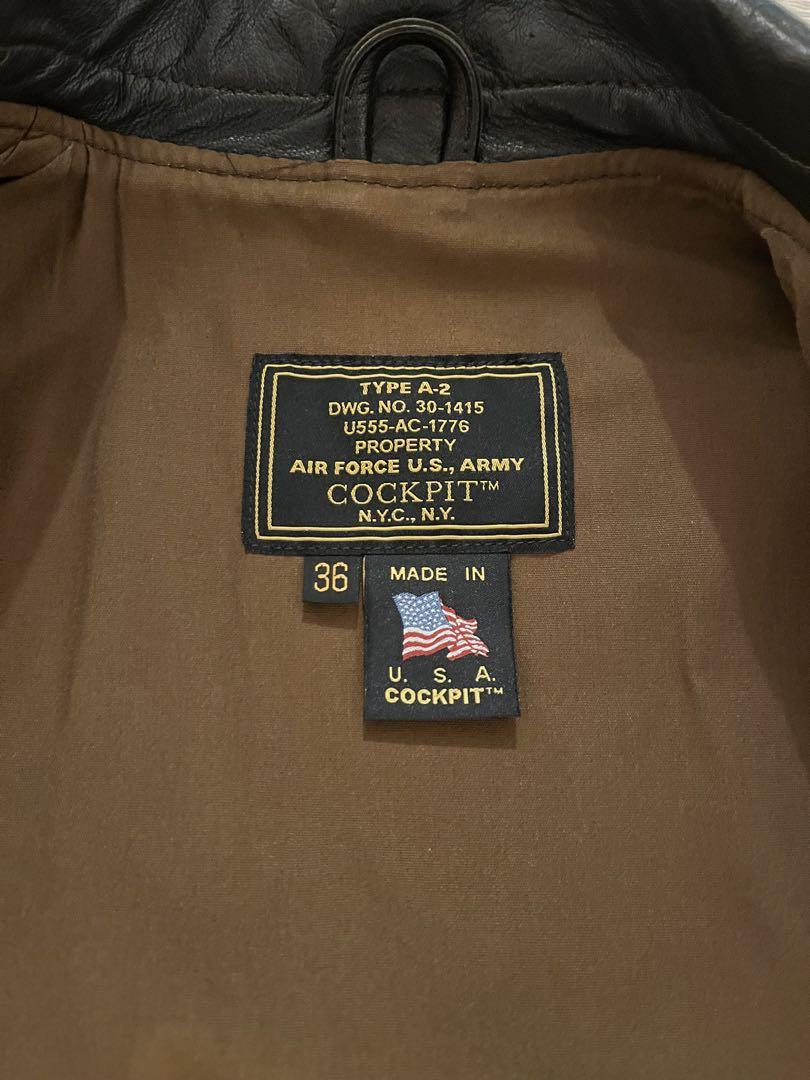 TYPE A-2
DWG. NO. 30-1415
U555-AC-1776
PROPERTY
AIR FORCE U.S., ARMY
COCKPIT™
N.Y.C., N.Y.
36
MADE IN
U. S. A.
COCKPIT™